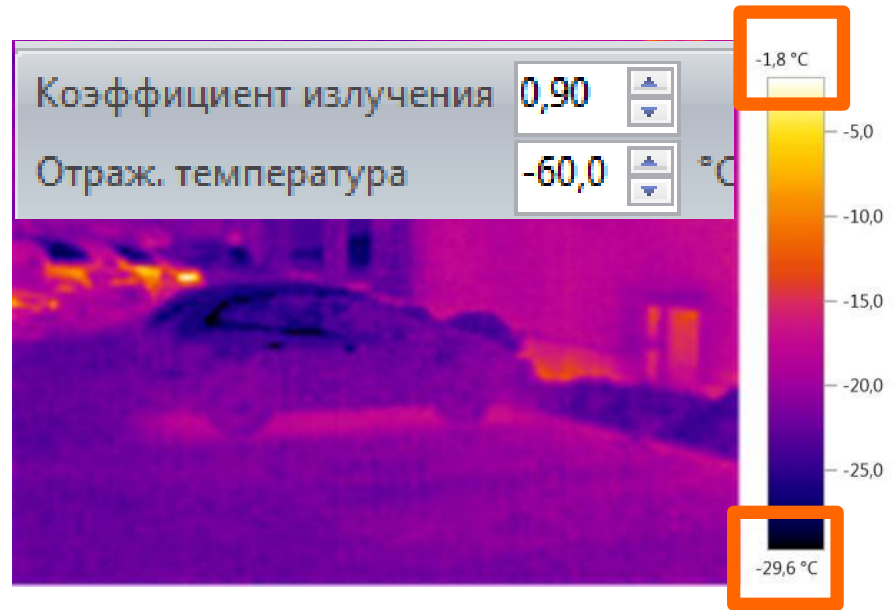 Коэффициент излучения 0,90
Отраж. температура -60,0 °C
-1,8 °C
-5,0
-10,0
-15,0
-20,0
-25,0
-29,6 °C